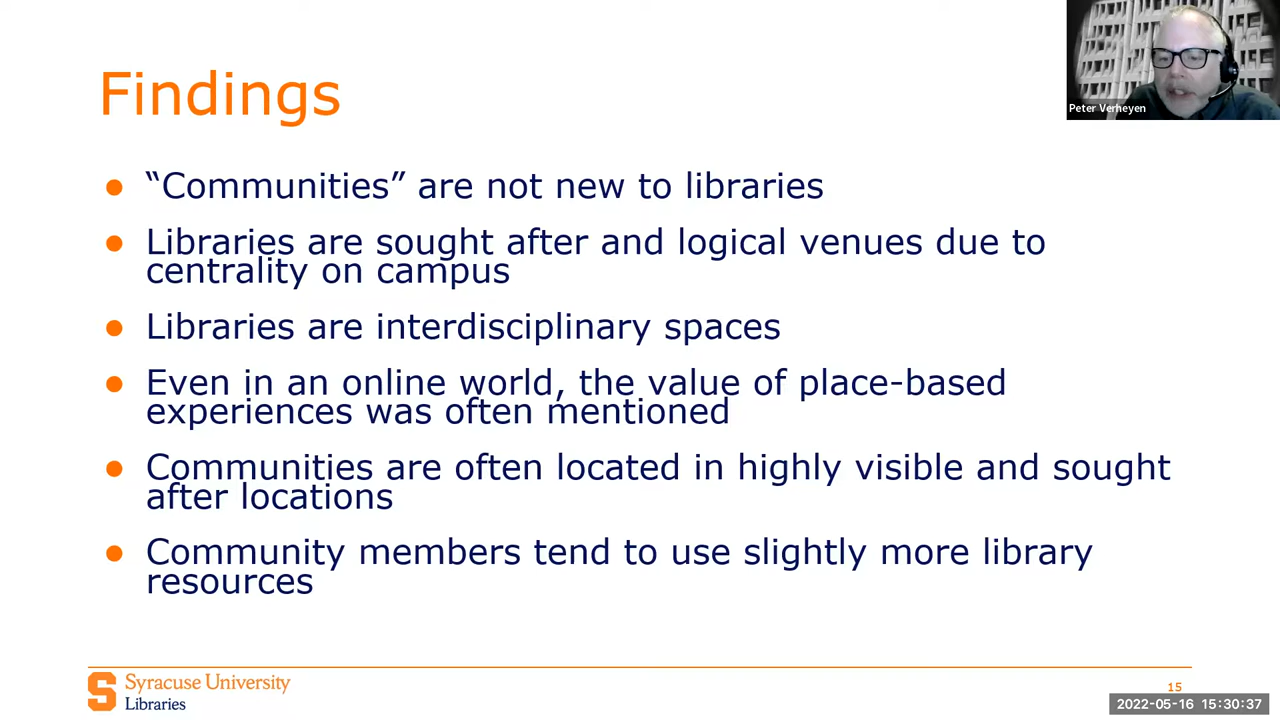 Findings
Peter Verheyen
● “Communities” are not new to libraries
● Libraries are sought after and logical venues due to
centrality on campus
● Libraries are interdisciplinary spaces
● Even in an online world, the value of place-based
experiences was often mentioned
● Communities are often located in highly visible and sought
after locations
● Community members tend to use slightly more library
resources
S Syracuse University
Libraries
15
2022-05-16 15:30:37